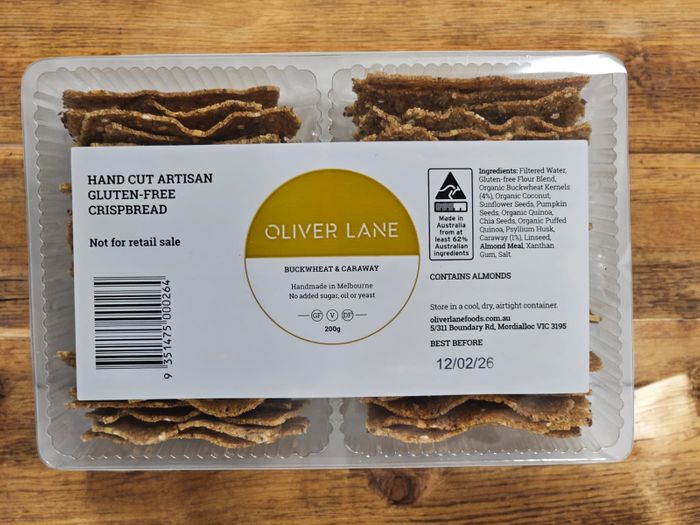 HAND CUT ARTISAN
GLUTEN-FREE
CRISPBREAD
Not for retail sale
9 351475 000264
OLIVER LANE
BUCKWHEAT & CARAWAY
Handmade in Melbourne
No added sugar, oil or yeast
GF V DF
200g
Made in
Australia
from at
least 62%
Australian
ingredients
Ingredients: Filtered Water,
Gluten-free Flour Blend,
Organic Buckwheat Kernels
(4%), Organic Coconut,
Sunflower Seeds, Pumpkin
Seeds, Organic Quinoa,
Chia Seeds, Organic Puffed
Quinoa, Psyllium Husk,
Caraway (1%), Linseed,
Almond Meal, Xanthan
Gum, Salt.
CONTAINS ALMONDS
Store in a cool, dry, airtight container.
oliverlanefoods.com.au
5/311 Boundary Rd, Mordialloc VIC 3195
BEST BEFORE
12/02/26